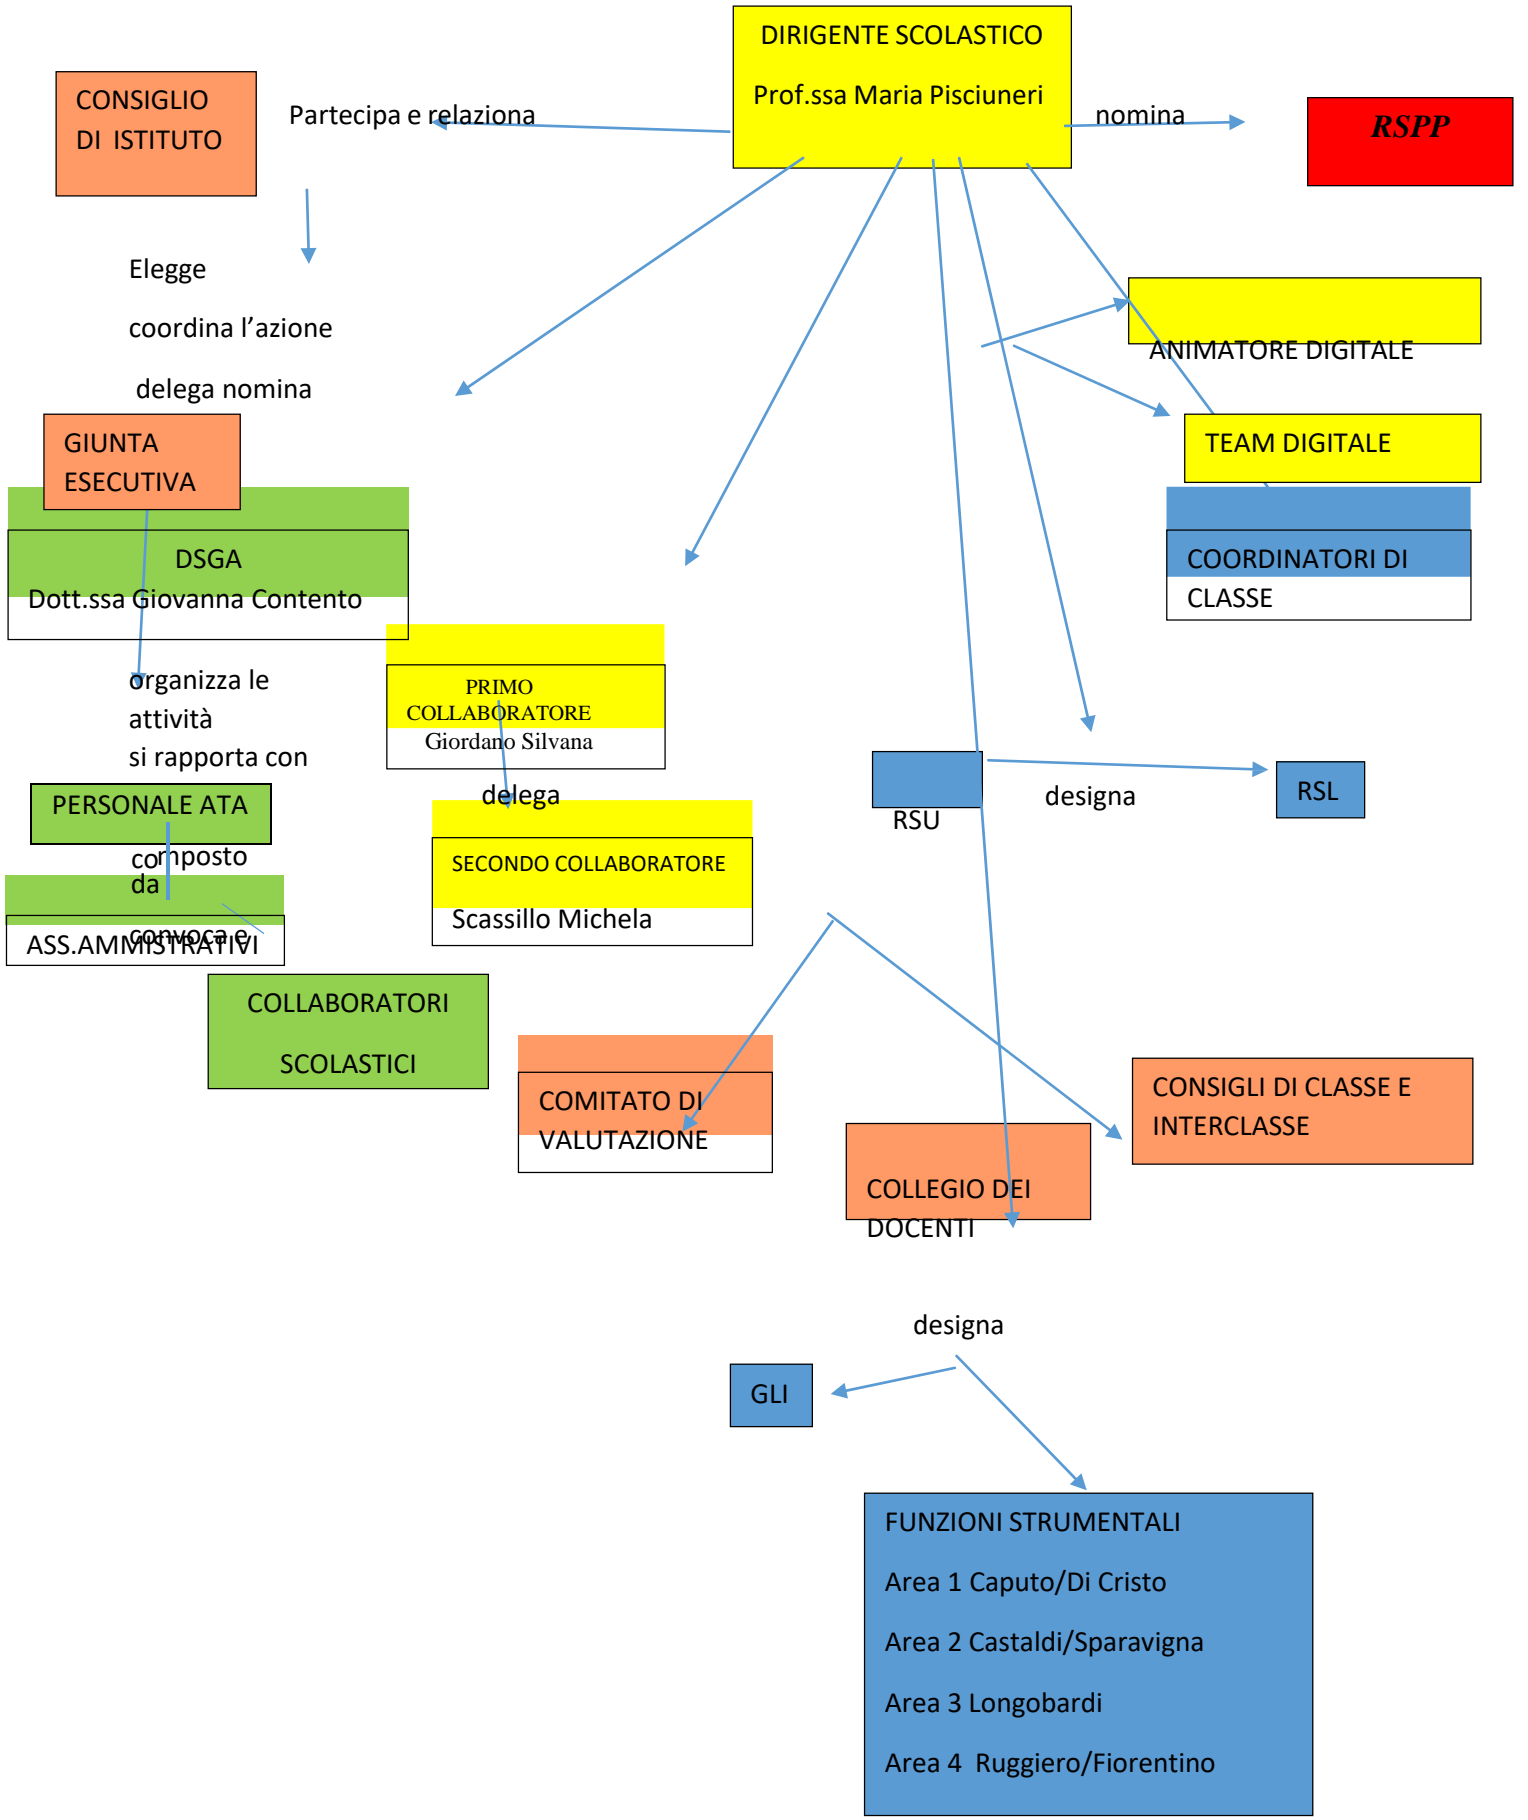 DIRIGENTE SCOLASTICO
Prof.ssa Maria Pisciuneri
CONSIGLIO
DI ISTITUTO
Partecipa e relaziona
nomina
RSPP
Elegge
coordina l’azione
delega nomina
ANIMATORE DIGITALE
TEAM DIGITALE
GIUNTA
ESECUTIVA
DSGA
Dott.ssa Giovanna Contento
COORDINATORI DI
CLASSE
organizza le
attività
si rapporta con
PRIMO
COLLABORATORE
Giordano Silvana
delega
RSU
designa
RSL
PERSONALE ATA
composto
da
convoca e
ASS.AMMISTRATIVI
SECONDO COLLABORATORE
Scassillo Michela
COLLABORATORI
SCOLASTICI
COMITATO DI
VALUTAZIONE
CONSIGLI DI CLASSE E
INTERCLASSE
COLLEGIO DEI
DOCENTI
designa
GLI
FUNZIONI STRUMENTALI
Area 1 Caputo/Di Cristo
Area 2 Castaldi/Sparavigna
Area 3 Longobardi
Area 4 Ruggiero/Fiorentino